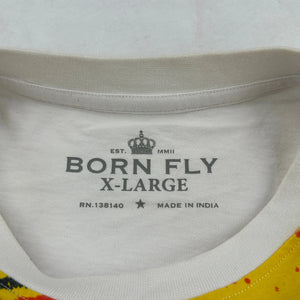 EST. MMII
BORN FLY
X-LARGE
RN.138140 ★ MADE IN INDIA